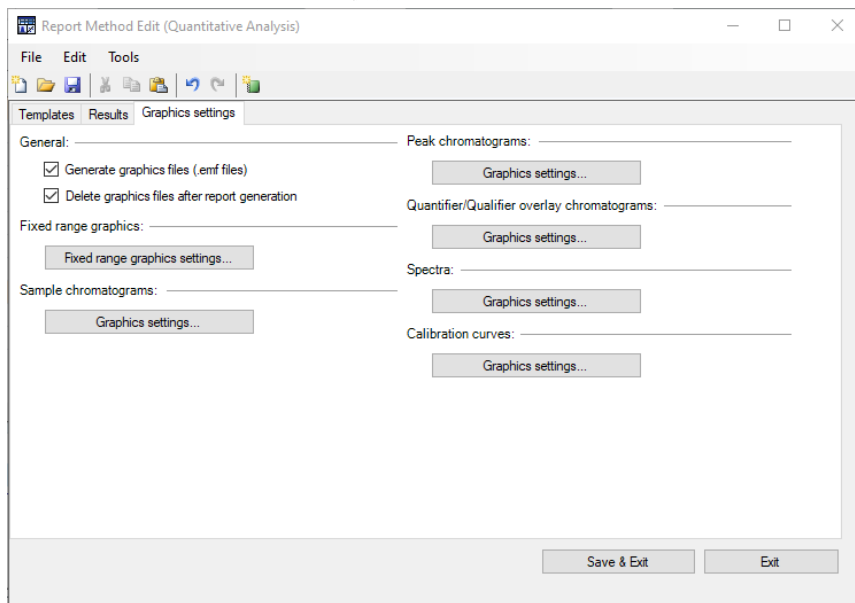 Report Method Edit (Quantitative Analysis)
File Edit Tools
Templates Results Graphics settings
General:
Generate graphics files (.emf files)
Delete graphics files after report generation
Fixed range graphics:
Fixed range graphics settings...
Sample chromatograms:
Graphics settings...
Peak chromatograms:
Graphics settings...
Quantifier/Qualifier overlay chromatograms:
Graphics settings...
Spectra:
Graphics settings...
Calibration curves:
Graphics settings...
Save & Exit Exit